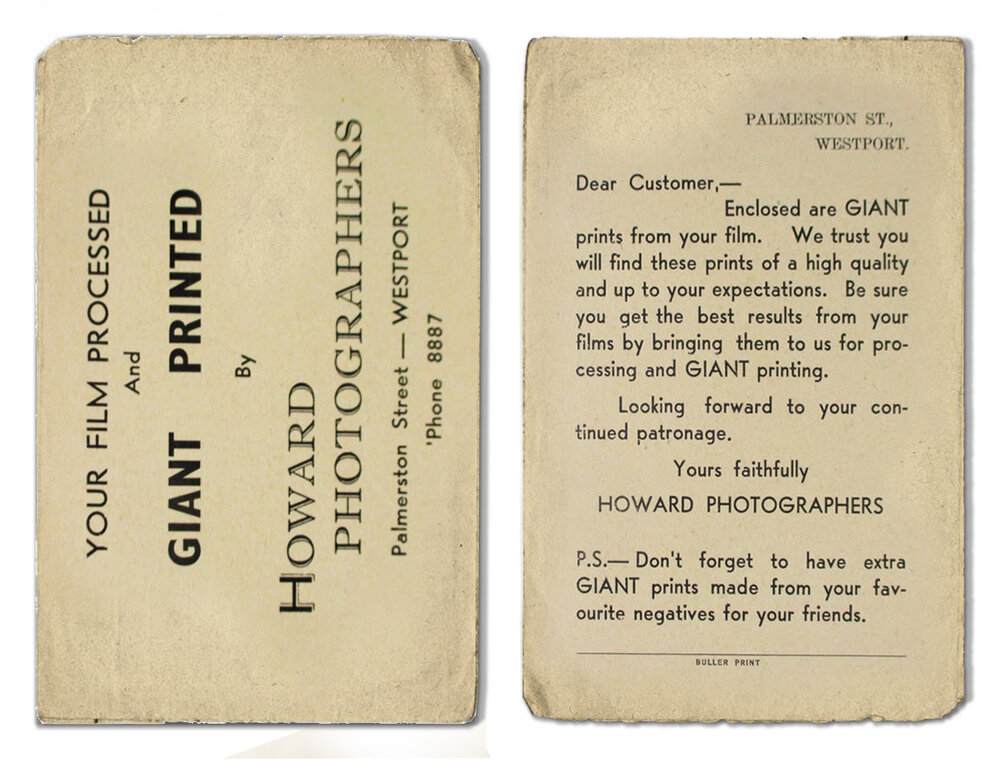 YOUR FILM PROCESSED
And
GIANT PRINTED
By
HOWARD
PHOTOGRAPHERS
Palmerston Street — WESTPORT
'Phone 8887
PALMERSTON ST.,
WESTPORT.
Dear Customer,—
Enclosed are GIANT
prints from your film. We trust you
will find these prints of a high quality
and up to your expectations. Be sure
you get the best results from your
films by bringing them to us for pro-
cessing and GIANT printing.
Looking forward to your con-
tinued patronage.
Yours faithfully
HOWARD PHOTOGRAPHERS
P.S.— Don't forget to have extra
GIANT prints made from your fav-
ourite negatives for your friends.
BULLER PRINT